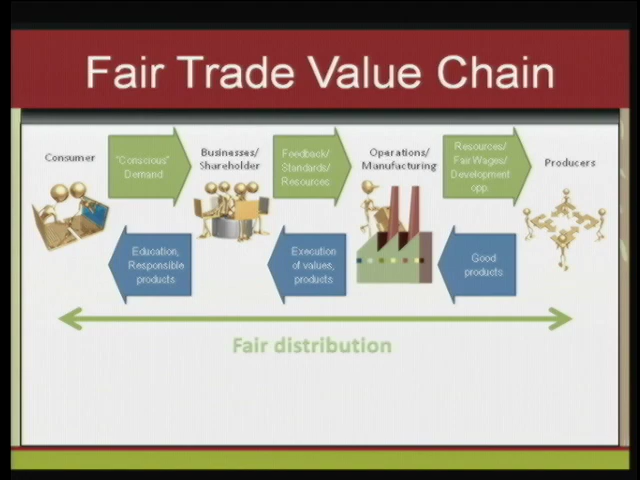 Fair Trade Value Chain
Consumer
"Conscious"
Demand
Businesses/
Shareholder
Feedback/
Standards/
Resources
Operations/
Manufacturing
Resources/
Fair Wages/
Development
opp.
Producers
Education,
Responsible
products
Execution
of values,
products
Good
products
Fair distribution